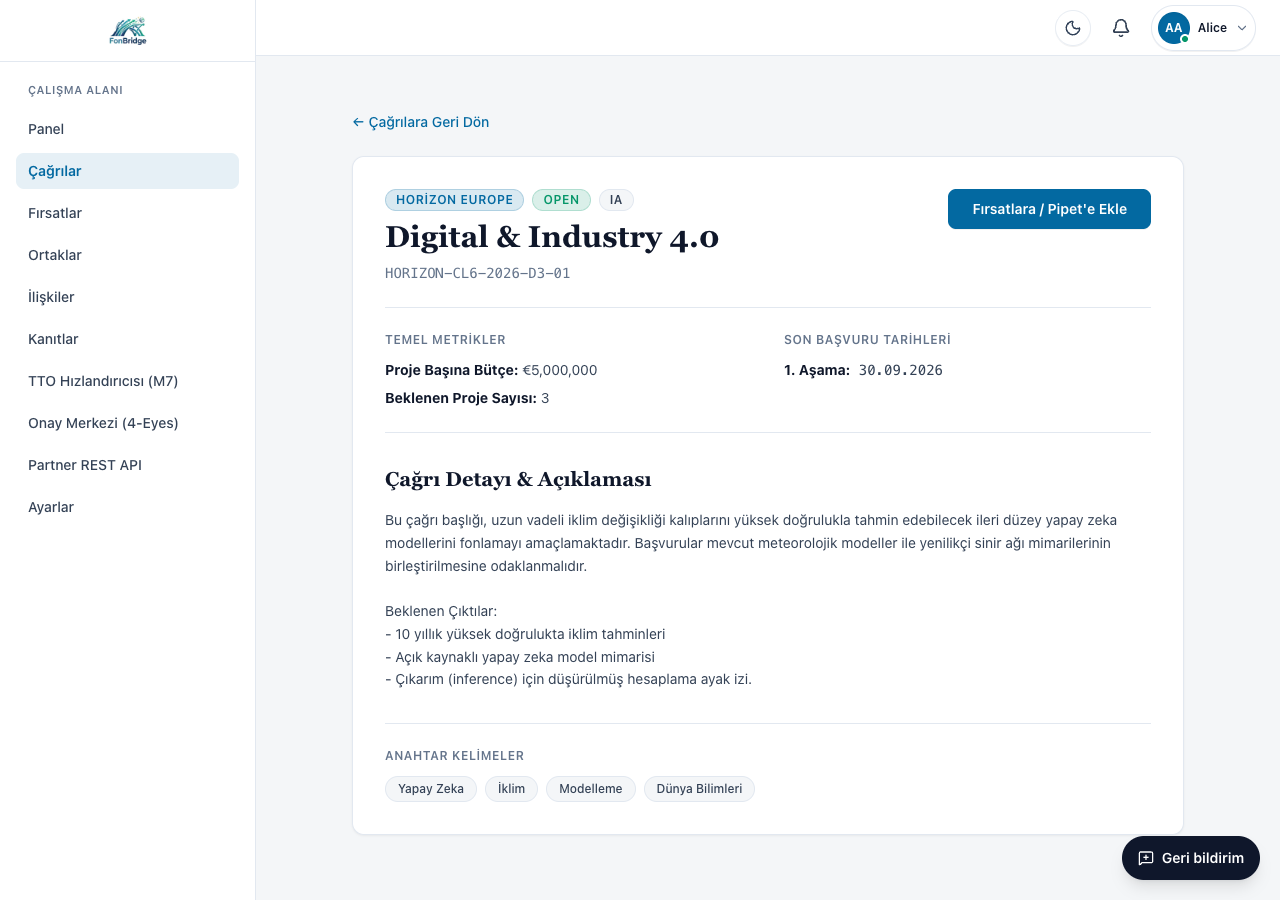 FonBridge
AA
Alice
ÇALIŞMA ALANI
Panel
Çağrılar
Fırsatlar
Ortaklar
İlişkiler
Kanıtlar
TTO Hızlandırıcısı (M7)
Onay Merkezi (4-Eyes)
Partner REST API
Ayarlar
← Çağrılara Geri Dön
HORİZON EUROPE
OPEN
IA
Fırsatlara / Pipet'e Ekle
Digital & Industry 4.0
HORIZON-CL6-2026-D3-01
TEMEL METRİKLER
Proje Başına Bütçe: €5,000,000
Beklenen Proje Sayısı: 3
SON BAŞVURU TARİHLERİ
1. Aşama: 30.09.2026
Çağrı Detayı & Açıklaması
Bu çağrı başlığı, uzun vadeli iklim değişikliği kalıplarını yüksek doğrulukla tahmin edebilecek ileri düzey yapay zeka
modellerini fonlamayı amaçlamaktadır. Başvurular mevcut meteorolojik modeller ile yenilikçi sinir ağı mimarilerinin
birleştirilmesine odaklanmalıdır.
Beklenen Çıktılar:
- 10 yıllık yüksek doğrulukta iklim tahminleri
- Açık kaynaklı yapay zeka model mimarisi
- Çıkarım (inference) için düşürülmüş hesaplama ayak izi.
ANAHTAR KELİMELER
Yapay Zeka
İklim
Modelleme
Dünya Bilimleri
Geri bildirim